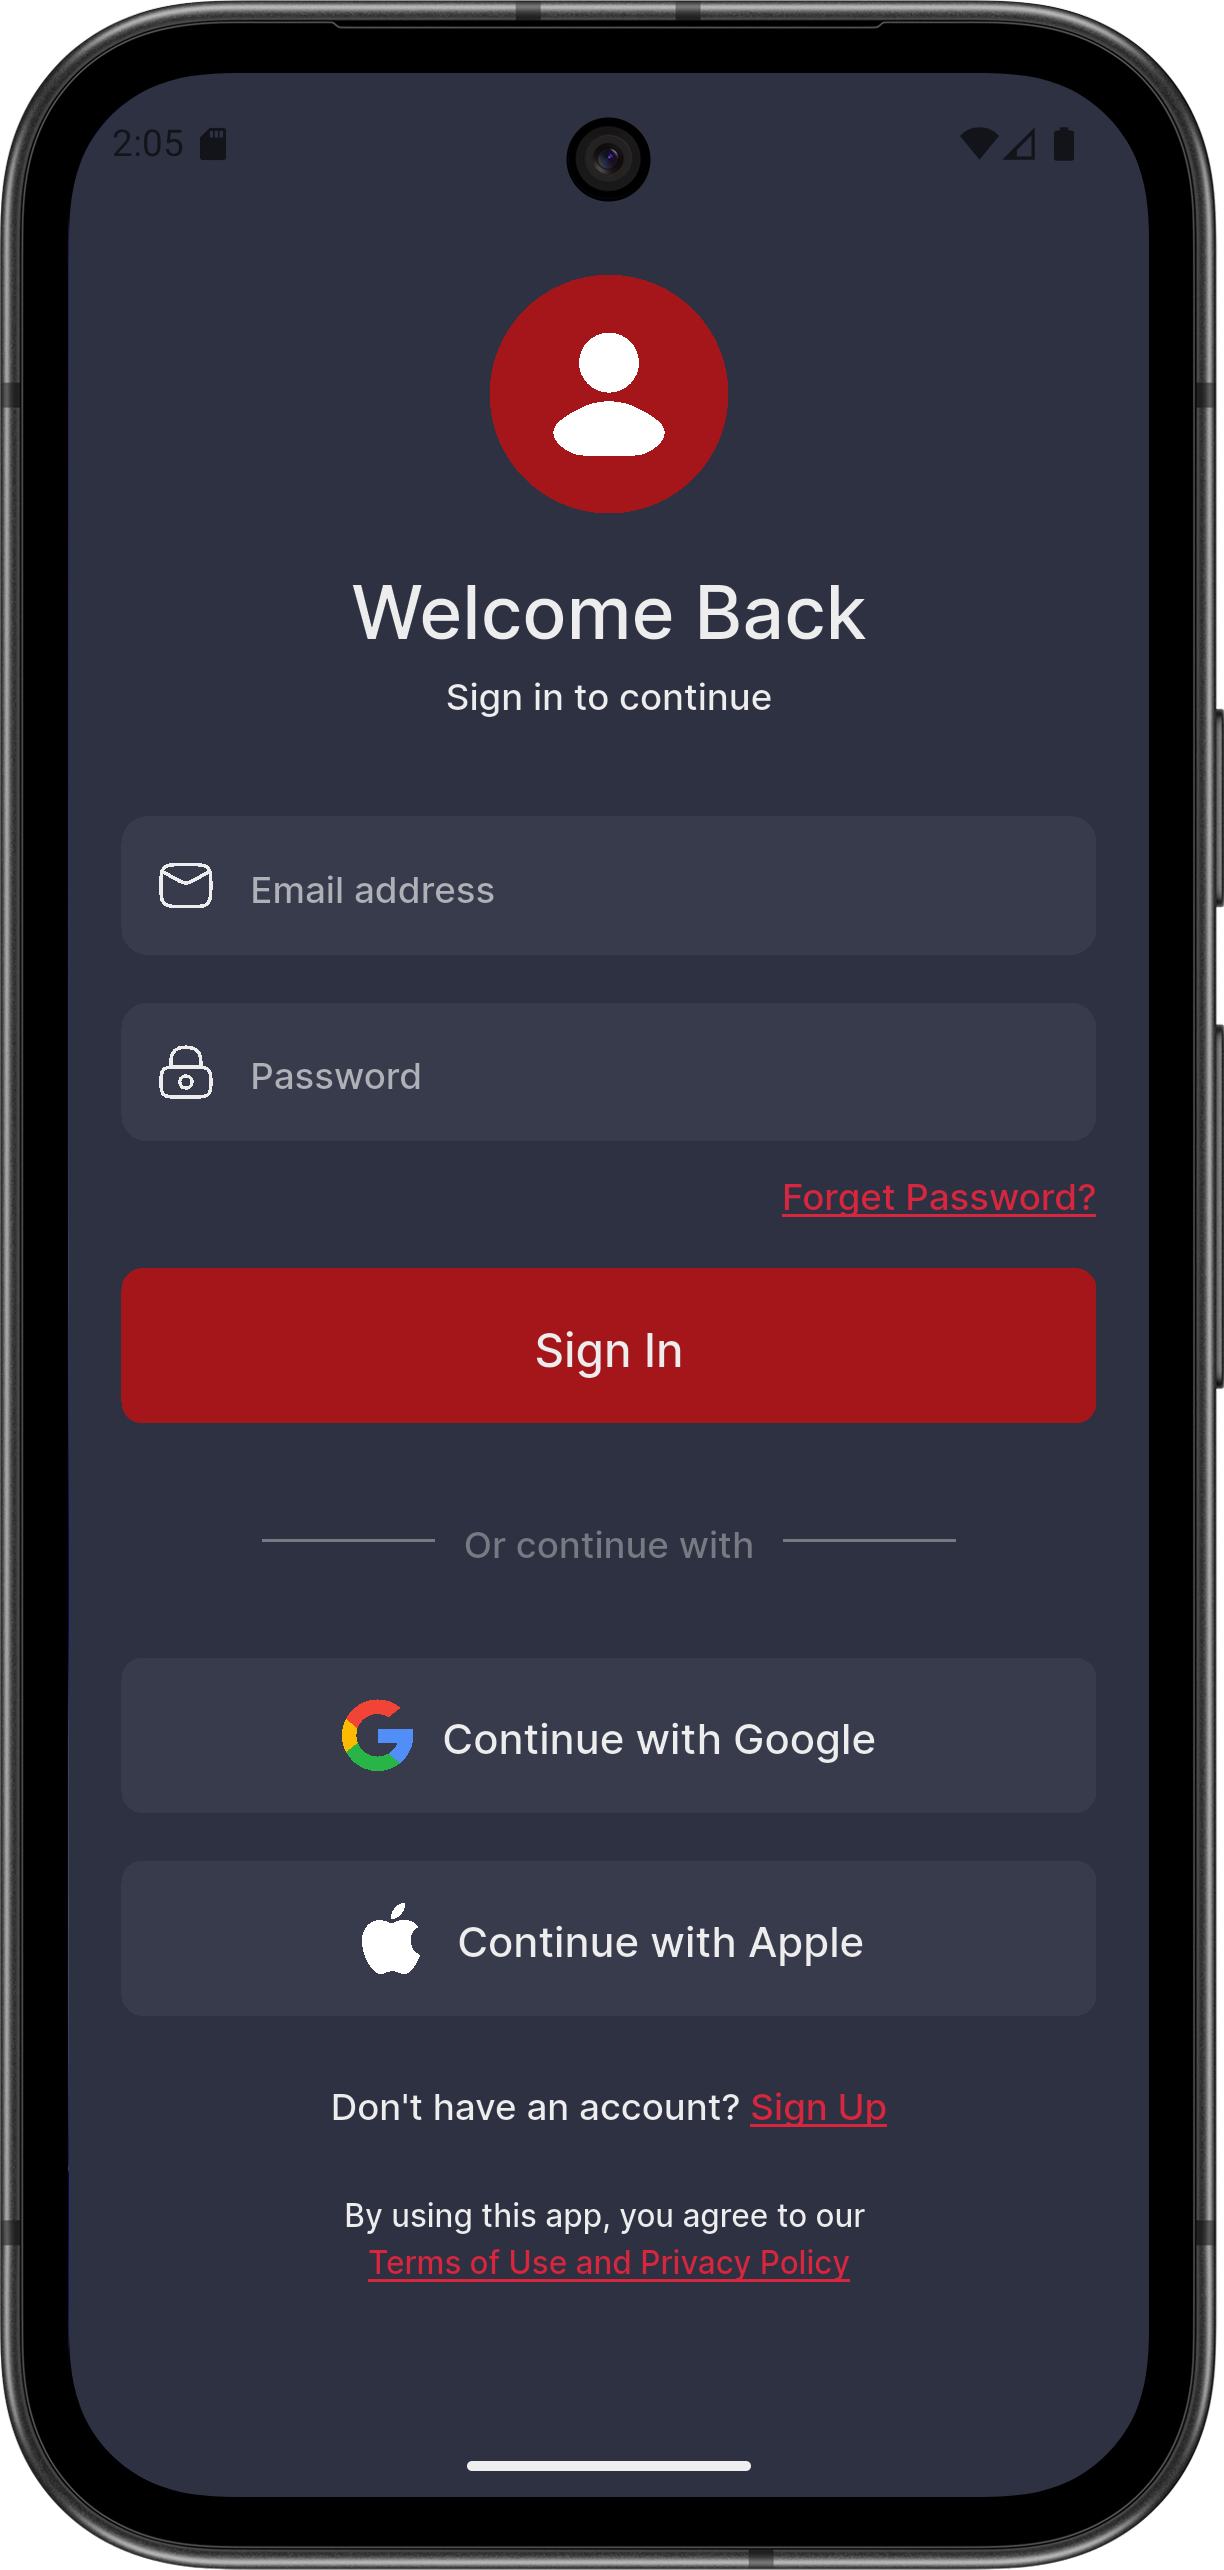 2:05
Welcome Back
Sign in to continue
Email address
Password
Forget Password?
Sign In
Or continue with
Continue with Google
Continue with Apple
Don't have an account? Sign Up
By using this app, you agree to our
Terms of Use and Privacy Policy